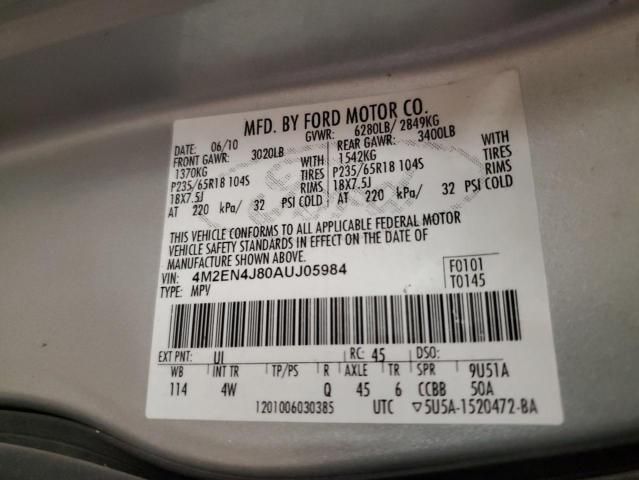 MFD. BY FORD MOTOR CO.
DATE: 06/10 GVWR: 6280LB/ 2849KG
FRONT GAWR: 3020LB REAR GAWR: 3400LB
1370KG WITH 1542KG WITH
P235/65R18 104S TIRES P235/65R18 104S TIRES
18X7.5J RIMS 18X7.5J RIMS
AT 220 kPa/ 32 PSI COLD AT 220 kPa/ 32 PSI COLD
THIS VEHICLE CONFORMS TO ALL APPLICABLE FEDERAL MOTOR
VEHICLE SAFETY STANDARDS IN EFFECT ON THE DATE OF
MANUFACTURE SHOWN ABOVE.
VIN: 4M2EN4J80AUJ05984 F0101
TYPE: MPV T0145
EXT PNT: UI RC: 45 DSO:
WB INT TR TP/PS R AXLE TR SPR 9U51A
114 4W Q 45 6 CCBB 50A
1201006030385 UTC ▽5U5A-1520472-BA